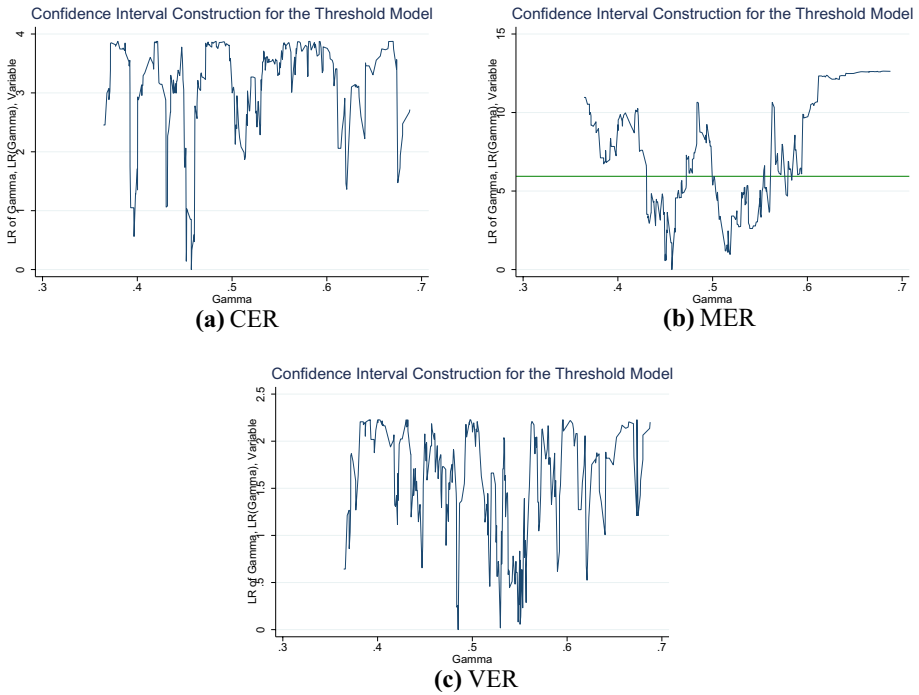 Confidence Interval Construction for the Threshold Model
LR of Gamma, LR(Gamma), Variable
4
3
2
1
0
.3
.4
.5
.6
.7
Gamma
(a) CER
Confidence Interval Construction for the Threshold Model
LR of Gamma, LR(Gamma), Variable
15
10
5
0
.3
.4
.5
.6
.7
Gamma
(b) MER
Confidence Interval Construction for the Threshold Model
LR of Gamma, LR(Gamma), Variable
2.5
2
1.5
1
.5
0
.3
.4
.5
.6
.7
Gamma
(c) VER